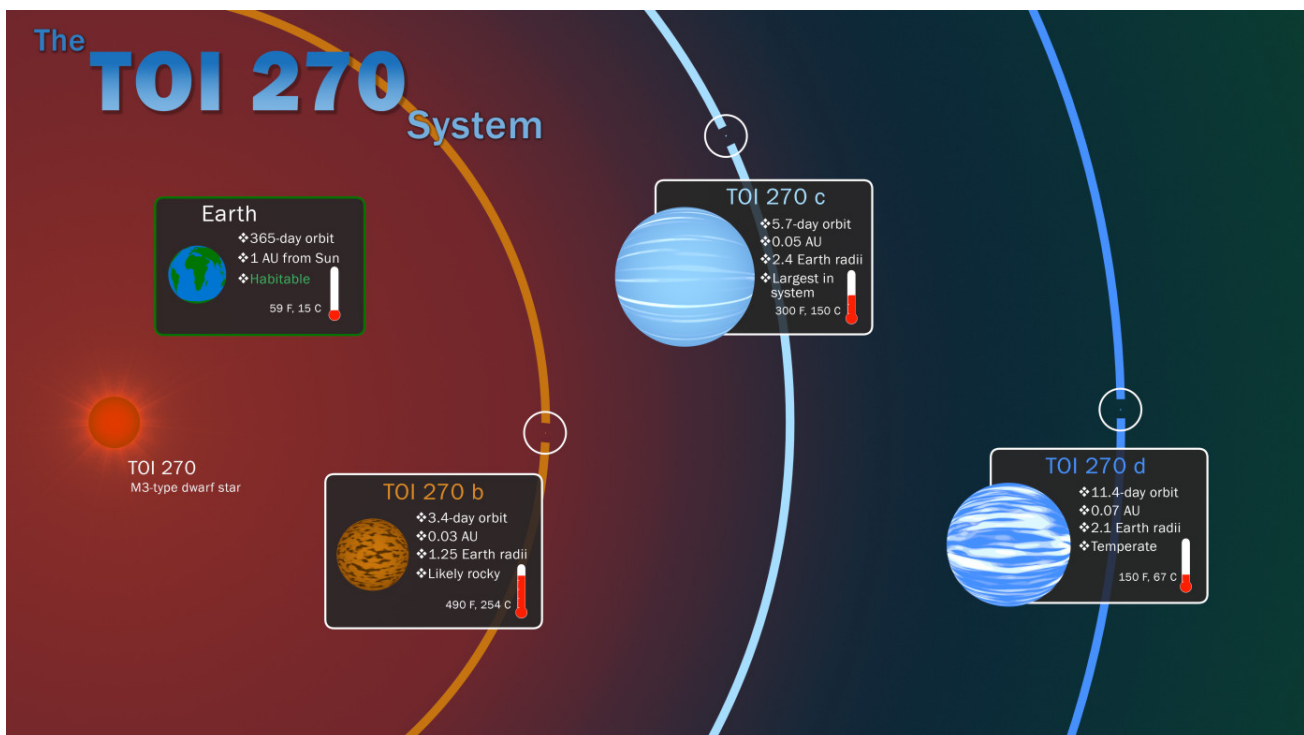 The
TOI 270
System
Earth
❖365-day orbit
❖1 AU from Sun
❖Habitable
59 F, 15 C
TOI 270 c
❖5.7-day orbit
❖0.05 AU
❖2.4 Earth radii
❖Largest in
system
300 F, 150 C
TOI 270
M3-type dwarf star
TOI 270 b
❖3.4-day orbit
❖0.03 AU
❖1.25 Earth radii
❖Likely rocky
490 F, 254 C
TOI 270 d
❖11.4-day orbit
❖0.07 AU
❖2.1 Earth radii
❖Temperate
150 F, 67 C